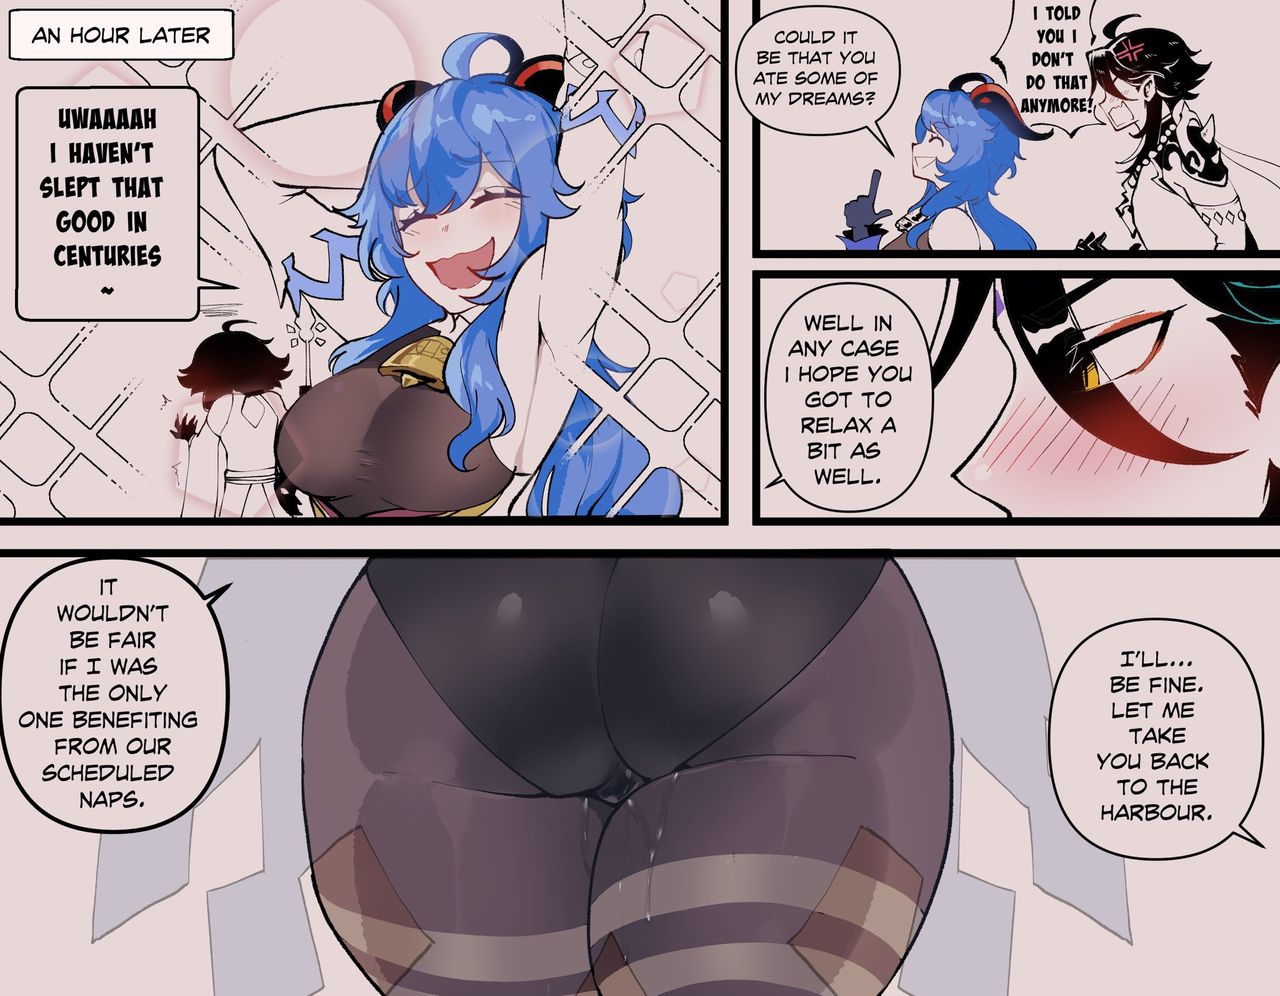 AN HOUR LATER
UWAAAAH
I HAVEN'T
SLEPT THAT
GOOD IN
CENTURIES
~
COULD IT
BE THAT YOU
ATE SOME OF
MY DREAMS?
I TOLD
YOU I
DON'T
DO THAT
ANYMORE!
WELL IN
ANY CASE
I HOPE YOU
GOT TO
RELAX A
BIT AS
WELL.
IT
WOULDN'T
BE FAIR
IF I WAS
THE ONLY
ONE BENEFITING
FROM OUR
SCHEDULED
NAPS.
I'LL...
BE FINE.
LET ME
TAKE
YOU BACK
TO THE
HARBOUR.